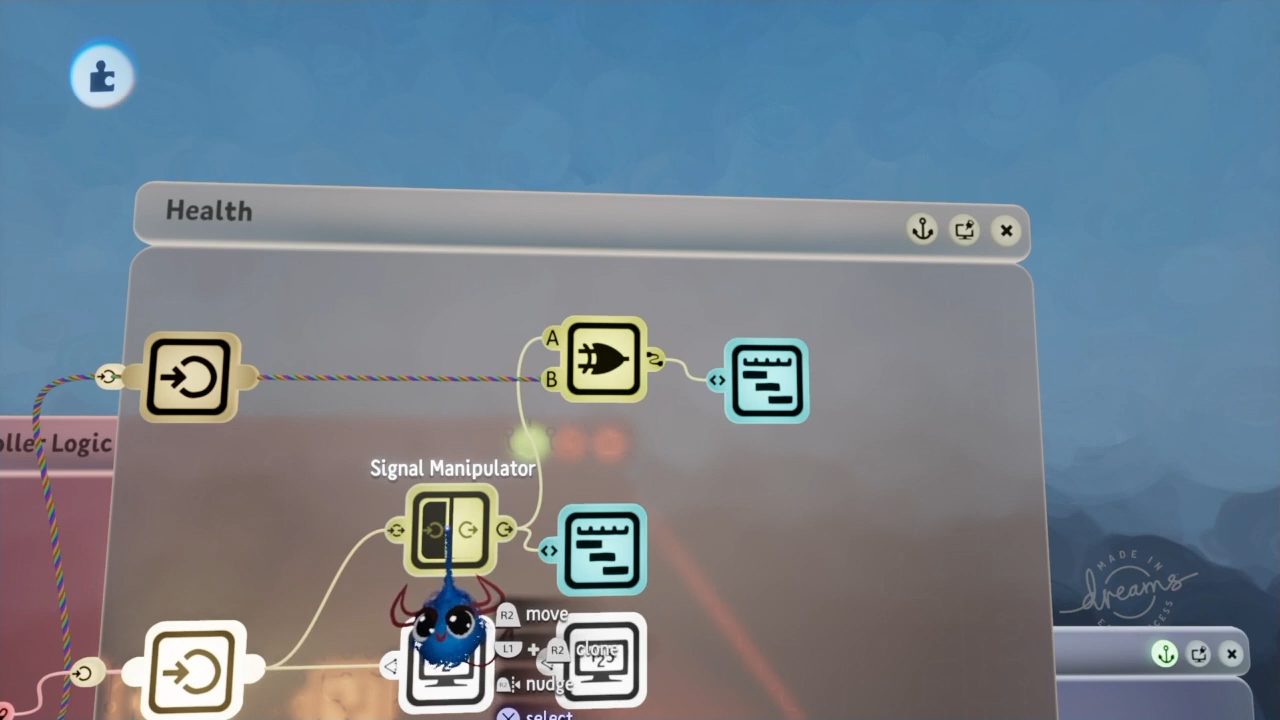 Health
A
B
oller Logic
Signal Manipulator
R2 move
L1 + R2 clone
nudge
select
MADE IN
dreams